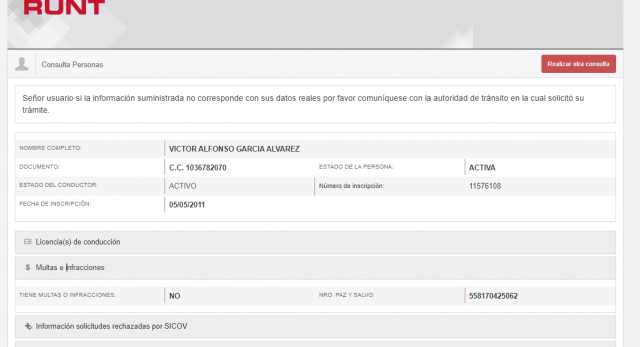 RUNT
Consulta Personas
Realizar otra consulta
Señor usuario si la información suministrada no corresponde con sus datos reales por favor comuníquese con la autoridad de tránsito en la cual solicitó su
trámite.
NOMBRE COMPLETO: VICTOR ALFONSO GARCIA ALVAREZ
DOCUMENTO: C.C. 1036782070 ESTADO DE LA PERSONA: ACTIVA
ESTADO DEL CONDUCTOR: ACTIVO Número de inscripción: 11576108
FECHA DE INSCRIPCIÓN: 05/05/2011
Licencia(s) de conducción
$ Multas e Infracciones
TIENE MULTAS O INFRACCIONES: NO NRO. PAZ Y SALVO: 558170425062
Información solicitudes rechazadas por SICOV